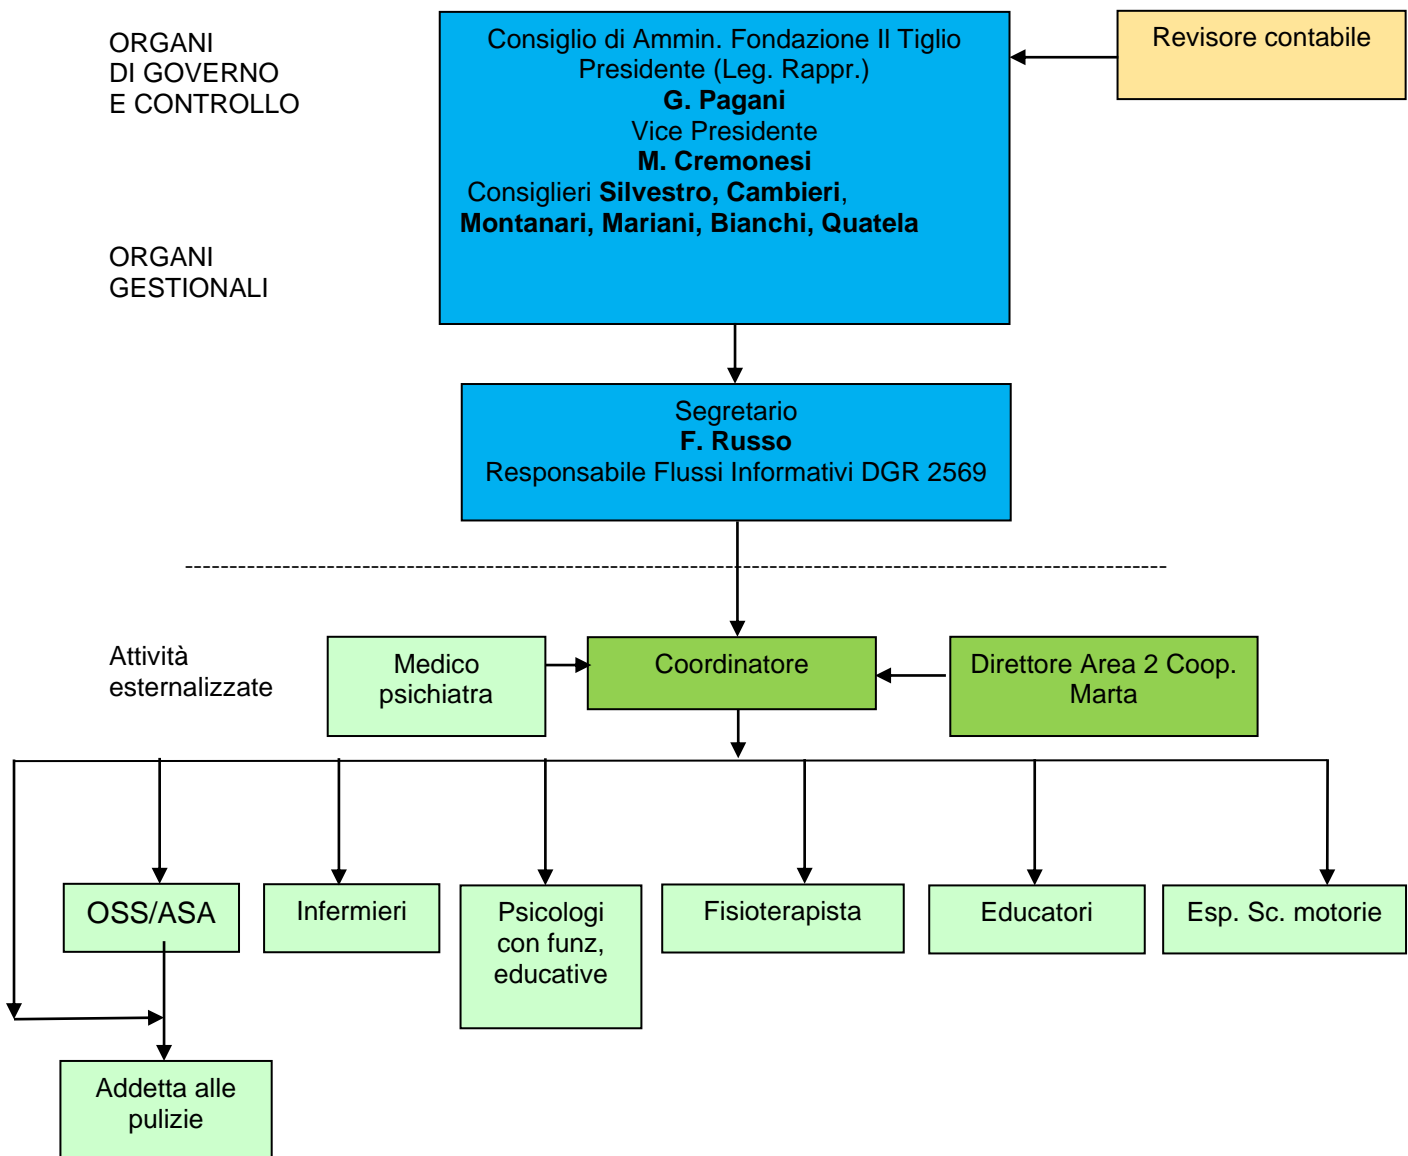 ORGANI
DI GOVERNO
E CONTROLLO
Consiglio di Ammin. Fondazione Il Tiglio
Presidente (Leg. Rappr.)
G. Pagani
Vice Presidente
M. Cremonesi
Consiglieri Silvestro, Cambieri,
Montanari, Mariani, Bianchi, Quatela
Revisore contabile
ORGANI
GESTIONALI
Segretario
F. Russo
Responsabile Flussi Informativi DGR 2569
Attività
esternalizzate
Medico
psichiatra
Coordinatore
Direttore Area 2 Coop.
Marta
OSS/ASA
Infermieri
Psicologi
con funz,
educative
Fisioterapista
Educatori
Esp. Sc. motorie
Addetta alle
pulizie